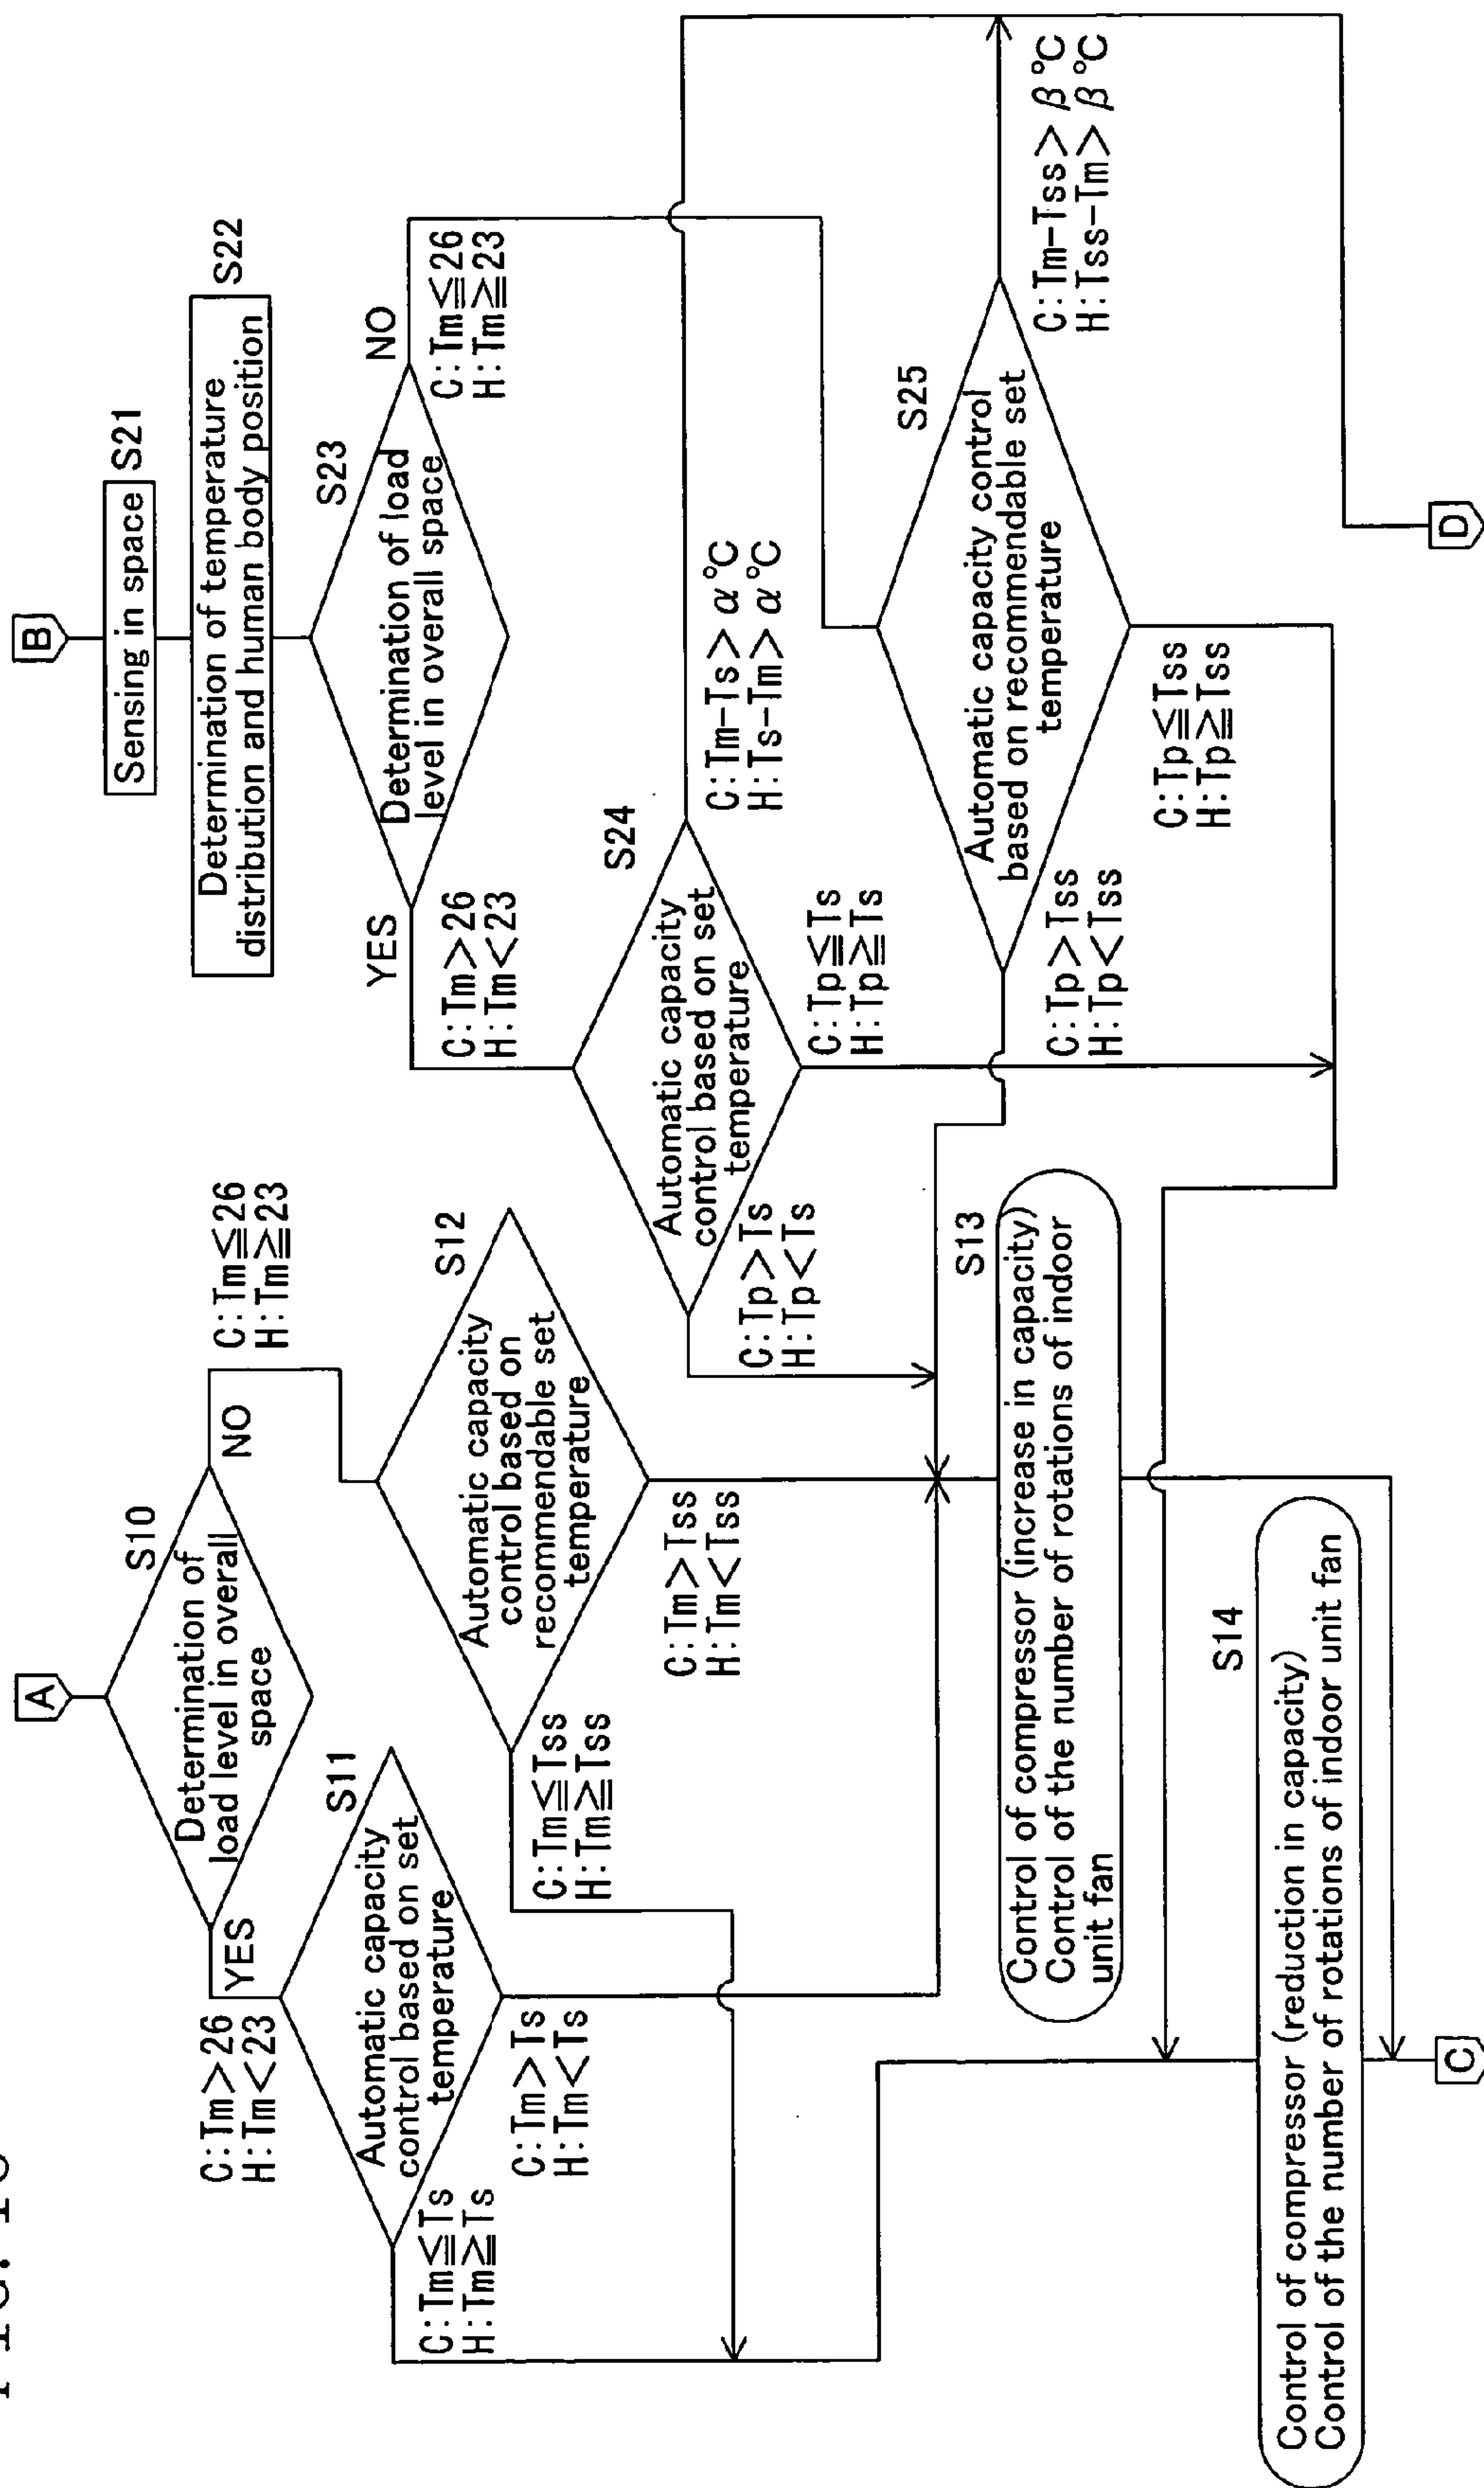 A
Determination of
load level in overall
space
S10
YES
C:Tm>26
H:Tm<23
NO
C:Tm≦26
H:Tm≧23
Automatic capacity
control based on set
temperature
S11
C:Tm≦Ts
H:Tm≧Ts
C:Tm>Ts
H:Tm<Ts
Automatic capacity
control based on
recommendable set
temperature
S12
C:Tm≦Tss
H:Tm≧Tss
C:Tm>Tss
H:Tm<Tss
S13
Control of compressor (increase in capacity)
Control of the number of rotations of indoor
unit fan
S14
Control of compressor (reduction in capacity)
Control of the number of rotations of indoor unit fan
C
B
Sensing in space
S21
Determination of temperature
distribution and human body position
S22
Determination of load
level in overall space
S23
YES
C:Tm>26
H:Tm<23
NO
C:Tm≦26
H:Tm≧23
Automatic capacity
control based on set
temperature
S24
C:Tm-Ts>α℃
H:Ts-Tm>α℃
C:Tp>Ts
H:Tp<Ts
C:Tp≦Ts
H:Tp≧Ts
Automatic capacity control
based on recommendable set
temperature
S25
C:Tm-Tss>β℃
H:Tss-Tm>β℃
C:Tp>Tss
H:Tp<Tss
C:Tp≦Tss
H:Tp≧Tss
D